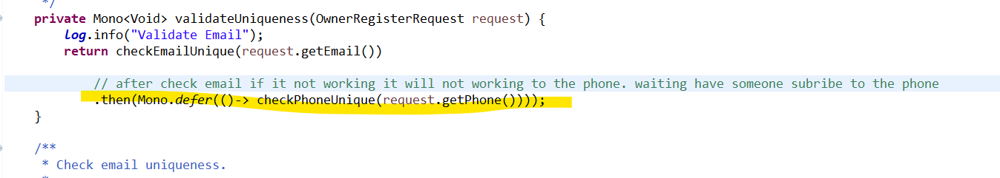 */
private Mono<Void> validateUniqueness(OwnerRegisterRequest request) {
log.info("Validate Email");
return checkEmailUnique(request.getEmail())
// after check email if it not working it will not working to the phone. waiting have someone subribe to the phone
.then(Mono.defer(()-> checkPhoneUnique(request.getPhone())));
}
/**
* Check email uniqueness.
*